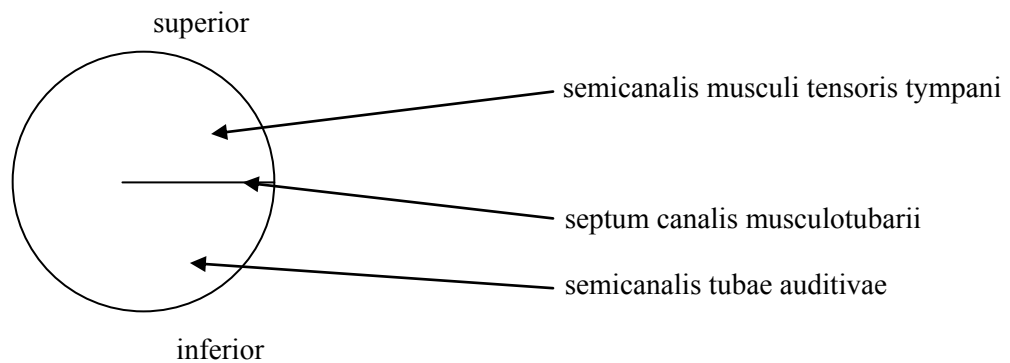 superior
semicanalis musculi tensoris tympani
septum canalis musculotubarii
semicanalis tubae auditivae
inferior